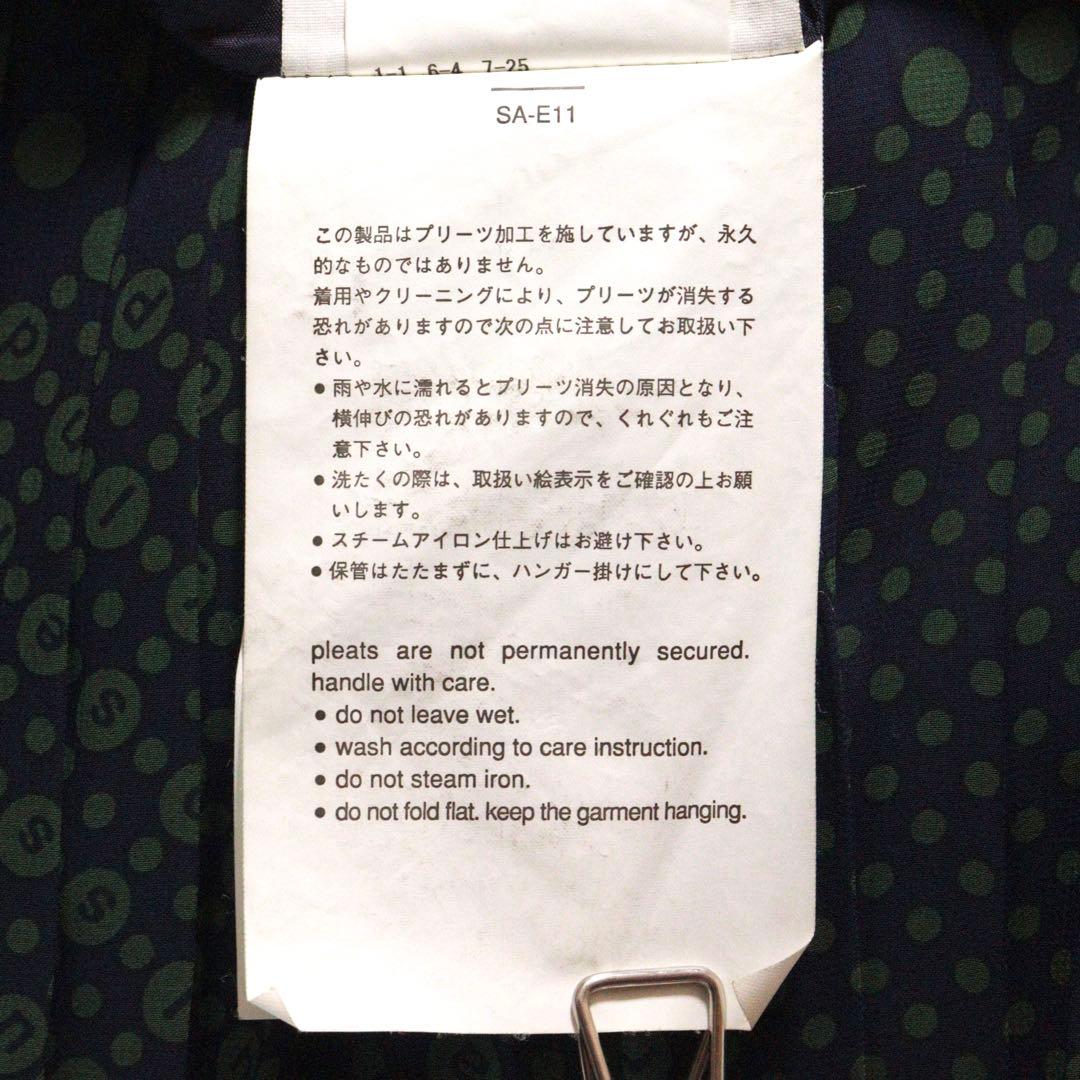 1-1 6-4 7-25
SA-E11
この製品はプリーツ加工を施していますが、永久
的なものではありません。
着用やクリーニングにより、プリーツが消失する
恐れがありますので次の点に注意してお取扱い下
さい。
● 雨や水に濡れるとプリーツ消失の原因となり、
横伸びの恐れがありますので、くれぐれもご注
意下さい。
● 洗たくの際は、取扱い絵表示をご確認の上お願
いします。
● スチームアイロン仕上げはお避け下さい。
● 保管はたたまずに、ハンガー掛けにして下さい。
pleats are not permanently secured.
handle with care.
● do not leave wet.
● wash according to care instruction.
● do not steam iron.
● do not fold flat. keep the garment hanging.